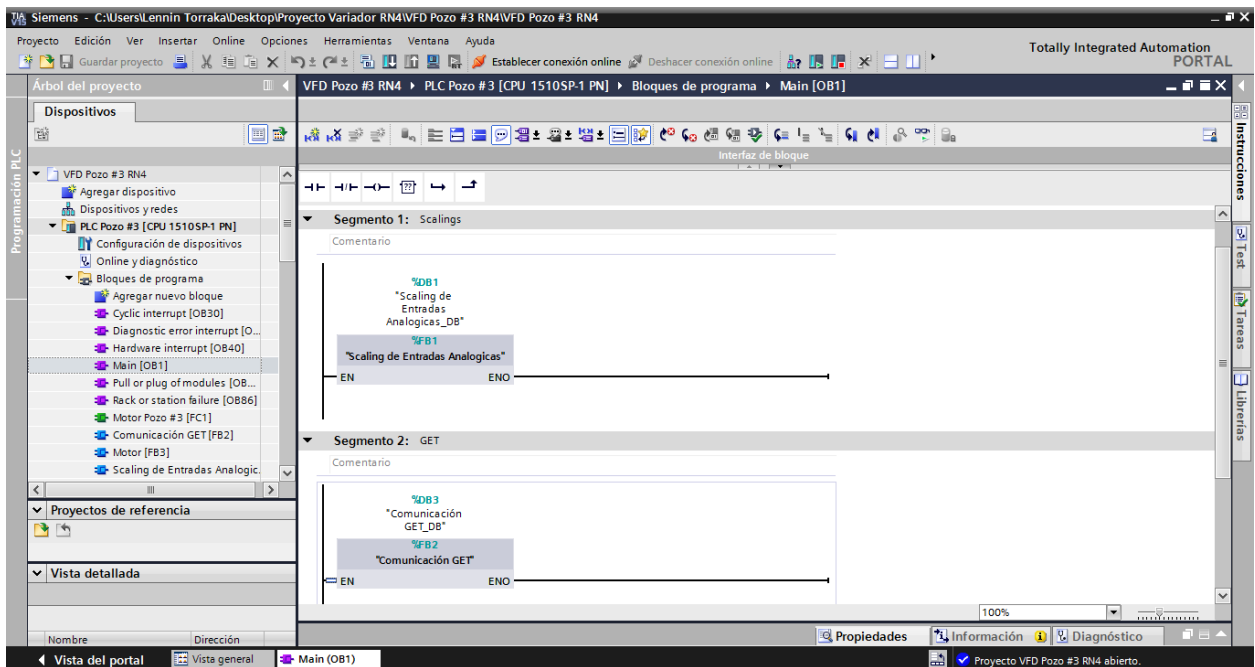 Siemens - C:\Users\Lennin Torraka\Desktop\Proyecto Variador RN4\VFD Pozo #3 RN4\VFD Pozo #3 RN4
Proyecto Edición Ver Insertar Online Opciones Herramientas Ventana Ayuda
Totally Integrated Automation
PORTAL
Guardar proyecto Establecer conexión online Deshacer conexión online
Árbol del proyecto
VFD Pozo #3 RN4 PLC Pozo #3 [CPU 1510SP-1 PN] Bloques de programa Main [OB1]
Dispositivos
Interfaz de bloque
Programación PLC
VFD Pozo #3 RN4
Agregar dispositivo
Dispositivos y redes
PLC Pozo #3 [CPU 1510SP-1 PN]
Configuración de dispositivos
Online y diagnóstico
Bloques de programa
Agregar nuevo bloque
Cyclic interrupt [OB30]
Diagnostic error interrupt [O...
Hardware interrupt [OB40]
Main [OB1]
Pull or plug of modules [OB...
Rack or station failure [OB86]
Motor Pozo #3 [FC1]
Comunicación GET [FB2]
Motor [FB3]
Scaling de Entradas Analogic.
Proyectos de referencia
Vista detallada
Nombre Dirección
Segmento 1: Scalings
Comentario
%DB1
"Scaling de
Entradas
Analogicas_DB"
%FB1
"Scaling de Entradas Analogicas"
EN ENO
Segmento 2: GET
Comentario
%DB3
"Comunicación
GET_DB"
%FB2
"Comunicación GET"
EN ENO
100%
Propiedades Información Diagnóstico
Instrucciones
Test
Tareas
Librerías
Vista del portal Vista general Main (OB1) Proyecto VFD Pozo #3 RN4 abierto.